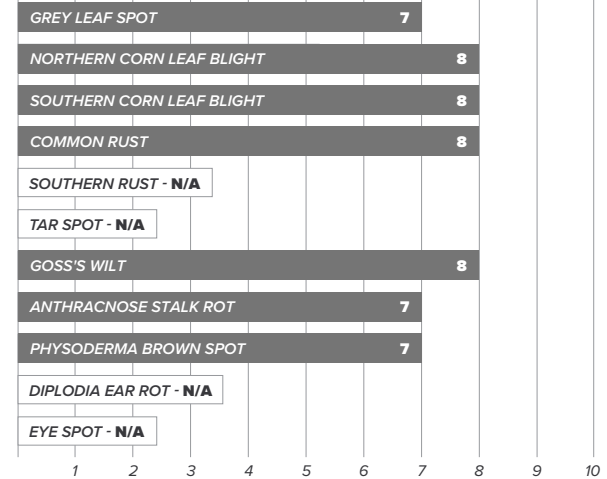 GREY LEAF SPOT 7
NORTHERN CORN LEAF BLIGHT 8
SOUTHERN CORN LEAF BLIGHT 8
COMMON RUST 8
SOUTHERN RUST - N/A
TAR SPOT - N/A
GOSS'S WILT 8
ANTHRACNOSE STALK ROT 7
PHYSODERMA BROWN SPOT 7
DIPLODIA EAR ROT - N/A
EYE SPOT - N/A
1 2 3 4 5 6 7 8 9 10